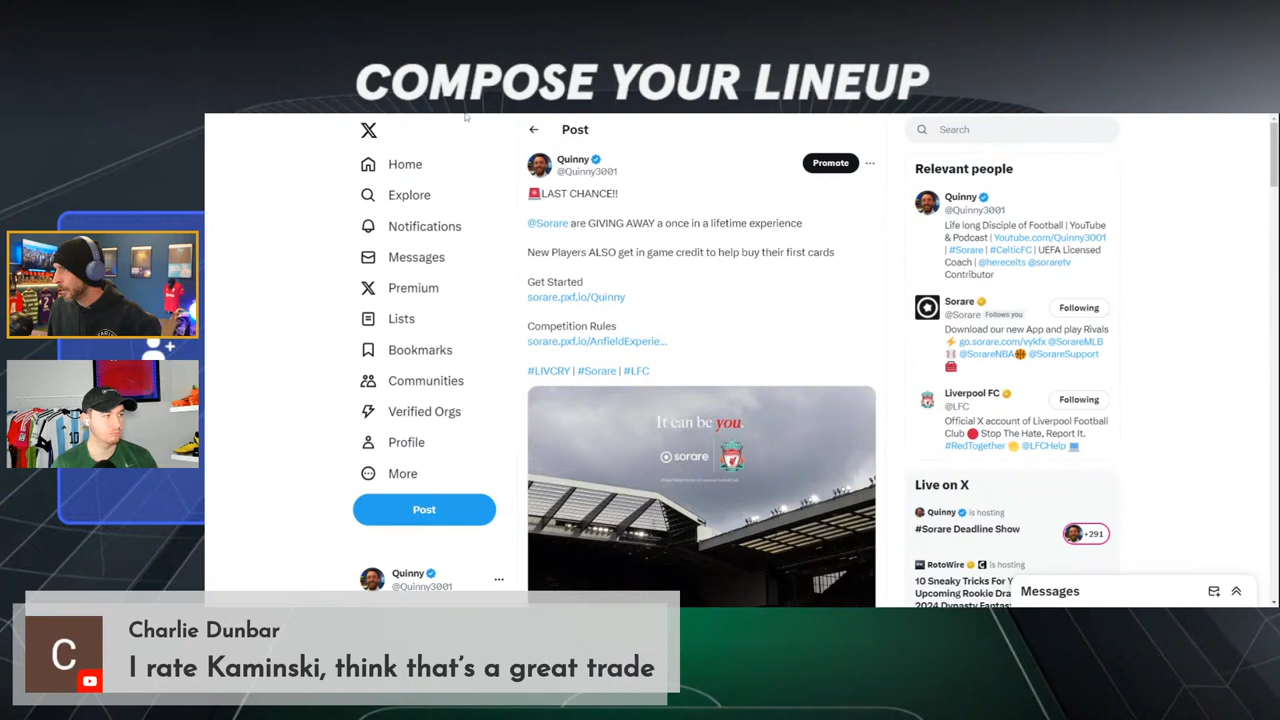 COMPOSE YOUR LINEUP
Home
Explore
Notifications
Messages
Premium
Lists
Bookmarks
Communities
Verified Orgs
Profile
More
Post
Quinny
@Quinny3001
Post
Quinny
@Quinny3001
Promote
🚨LAST CHANCE!!
@Sorare are GIVING AWAY a once in a lifetime experience
New Players ALSO get in game credit to help buy their first cards
Get Started
sorare.pxf.io/Quinny
Competition Rules
sorare.pxf.io/AnfieldExperie...
#LIVCRY | #Sorare | #LFC
It can be you.
sorare
Search
Relevant people
Quinny
@Quinny3001
Life long Disciple of Football | YouTube
& Podcast | Youtube.com/Quinny3001
| #Sorare | #CelticFC | UEFA Licensed
Coach | @herecelts @soraretv
Contributor
Sorare
@Sorare Follows you
Following
Download our new App and play Rivals
⚡ go.sorare.com/vykfx @SorareMLB
⚾ @SorareNBA🏀 @SorareSupport
Liverpool FC
@LFC
Following
Official X account of Liverpool Football
Club 🔴 Stop The Hate, Report It.
#RedTogether ✊ @LFCHelp 💻
Live on X
Quinny is hosting
#Sorare Deadline Show
+291
RotoWire is hosting
10 Sneaky Tricks For Y
Upcoming Rookie Dra
2024 Dynasty Fantas
Messages
C
Charlie Dunbar
I rate Kaminski, think that's a great trade